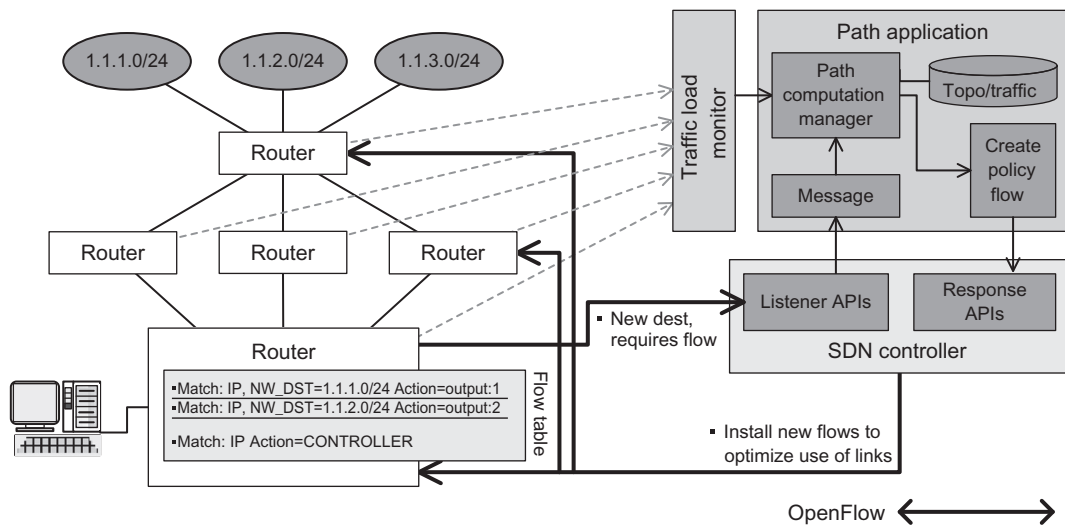 1.1.1.0/24
1.1.2.0/24
1.1.3.0/24
Router
Router
Router
Router
Router
▪Match: IP, NW_DST=1.1.1.0/24 Action=output:1
▪Match: IP, NW_DST=1.1.2.0/24 Action=output:2
▪Match: IP Action=CONTROLLER
Flow table
Traffic load
monitor
Path application
Path
computation
manager
Topo/traffic
Message
Create
policy
flow
Listener APIs
Response
APIs
SDN controller
▪ New dest,
requires flow
▪ Install new flows to
optimize use of links
OpenFlow